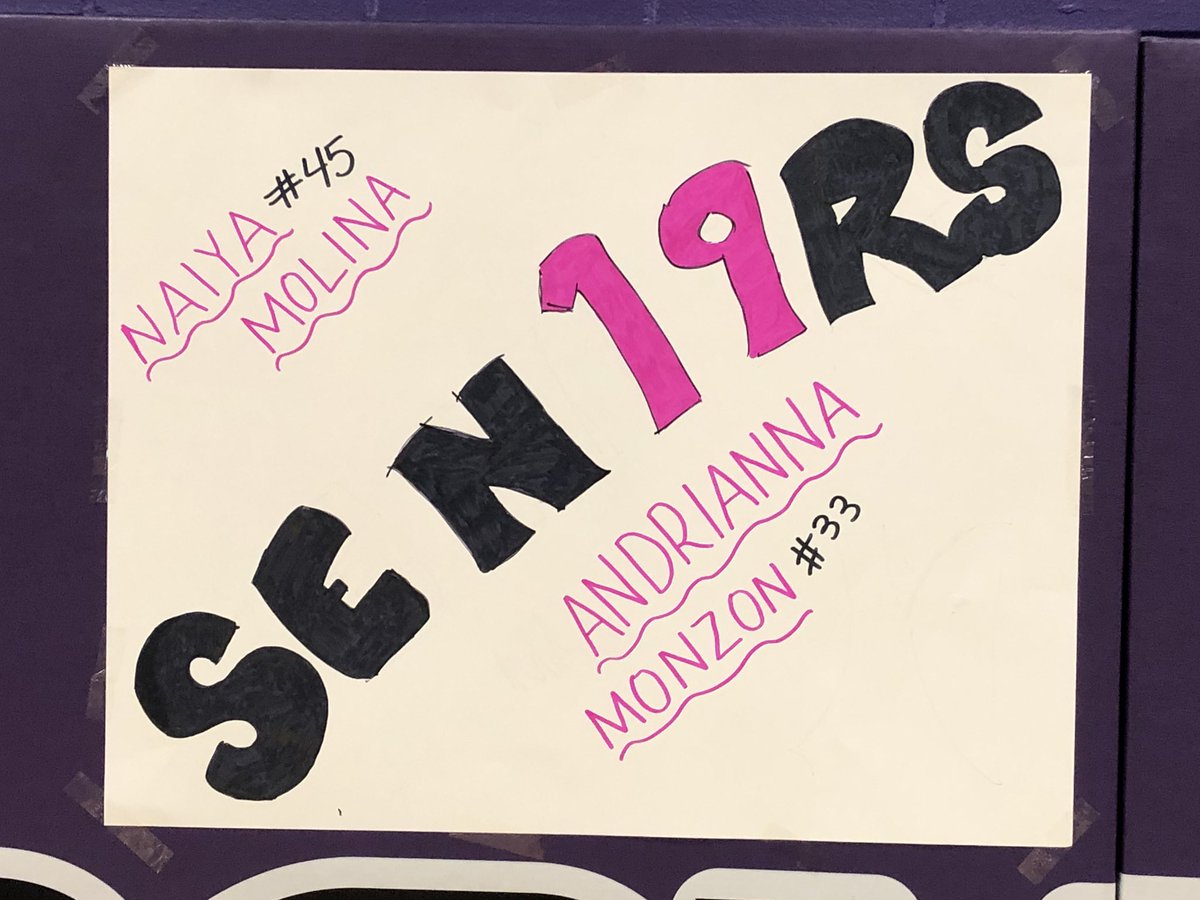 NAIYA #45
MOLINA
SEN19RS
ANDRIANNA
MONZON #33